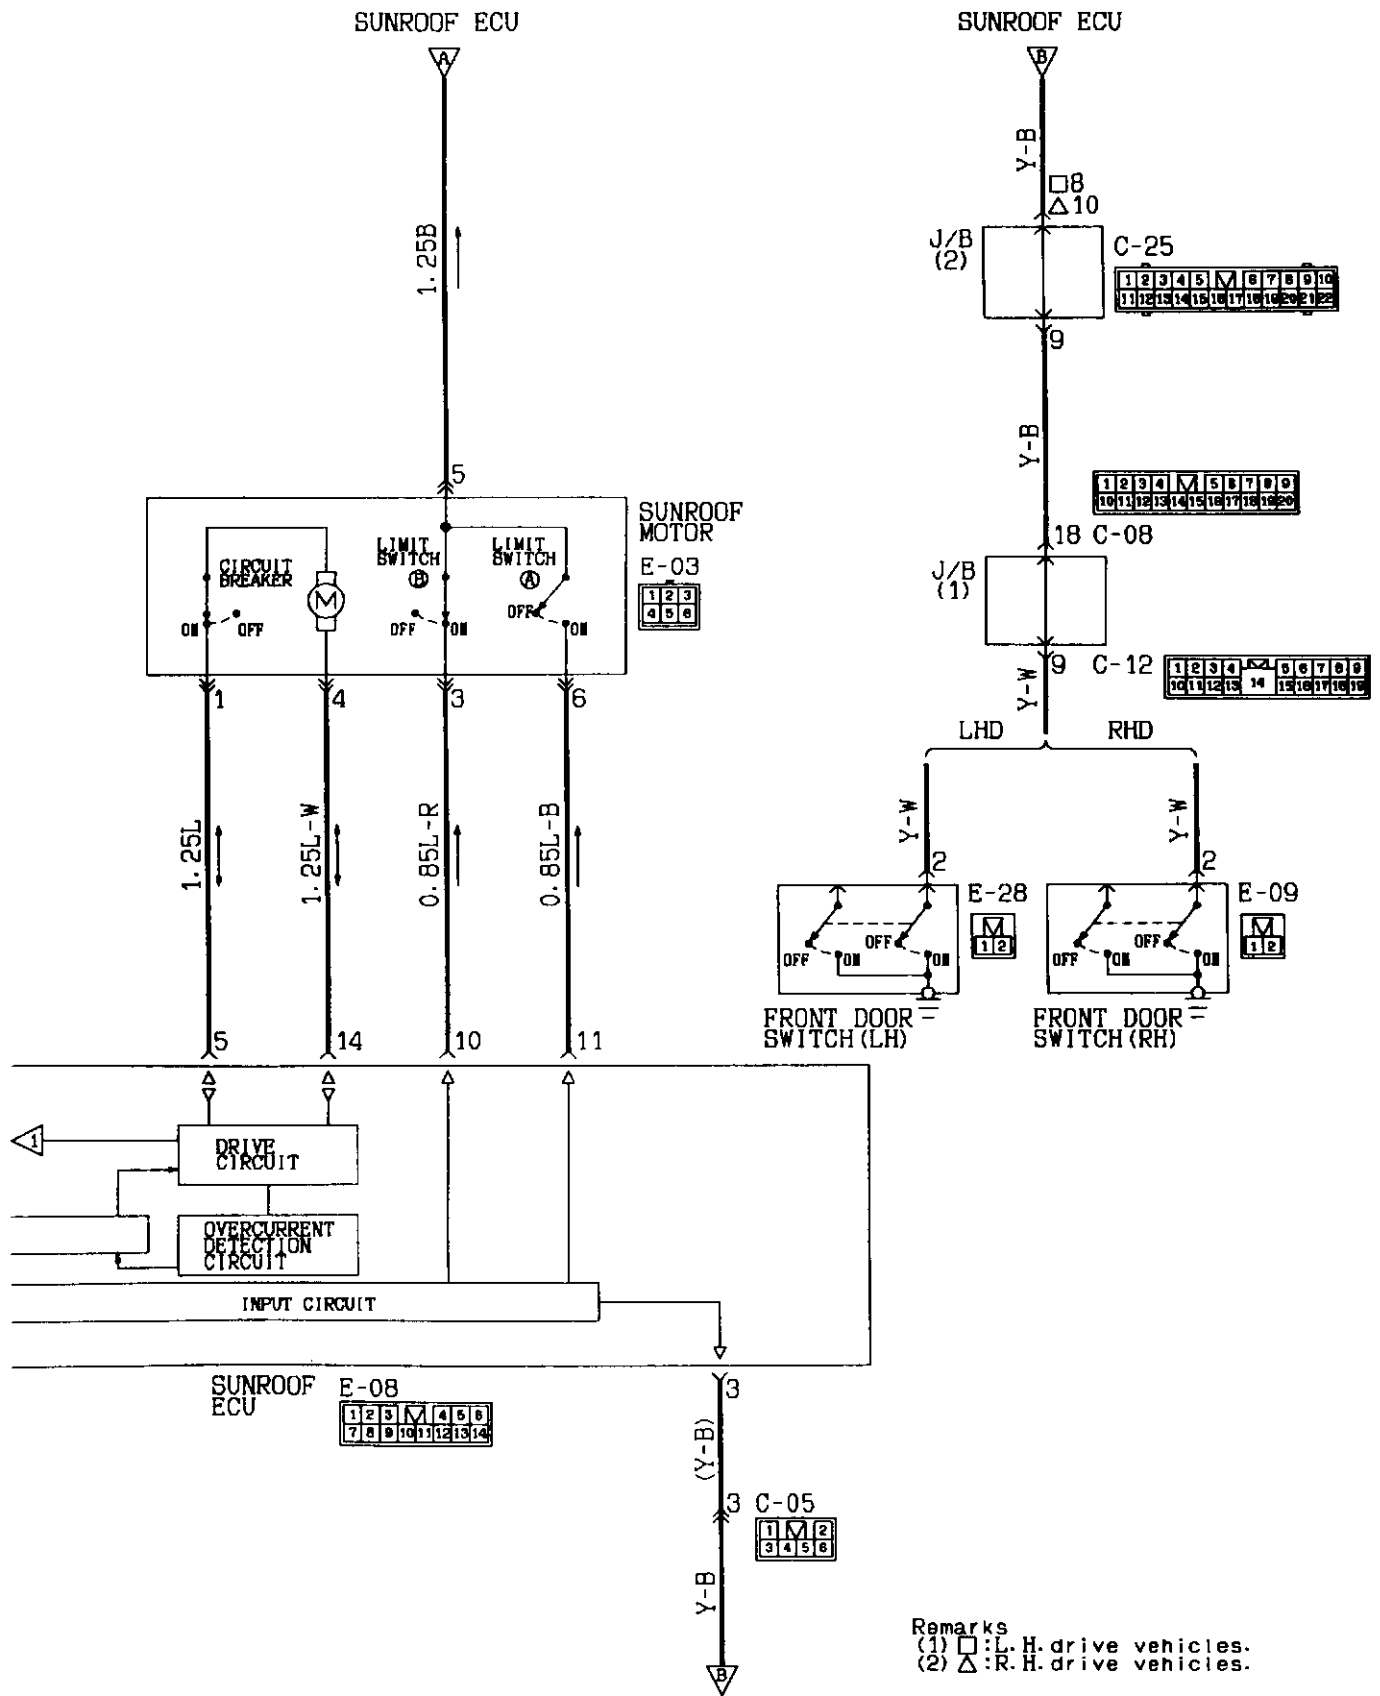 SUNROOF ECU
A
1.25B
5
SUNROOF
MOTOR
E-03
1 2 3
4 5 6
CIRCUIT
BREAKER
ON OFF
M
LIMIT
SWITCH
B
OFF ON
LIMIT
SWITCH
A
OFF
ON
1 4 3 6
1.25L
1.25L-W
0.85L-R
0.85L-B
5 14 10 11
1
DRIVE
CIRCUIT
OVERCURRENT
DETECTION
CIRCUIT
INPUT CIRCUIT
SUNROOF
ECU
E-08
1 2 3 4 5 6
7 8 9 10 11 12 13 14
3
(Y-B)
3 C-05
1 2
3 4 5 6
Y-B
B
SUNROOF ECU
B
Y-B
□8
△10
J/B
(2)
C-25
1 2 3 4 5 6 7 8 9 10
11 12 13 14 15 16 17 18 19 20 21 22
9
Y-B
1 2 3 4 5 6 7 8 9
10 11 12 13 14 15 16 17 18 19 20
18 C-08
J/B
(1)
9 C-12
1 2 3 4 5 6 7 8 9
10 11 12 13 14 15 16 17 18 19
Y-W
LHD RHD
Y-W
2
E-28
1 2
OFF ON
OFF ON
FRONT DOOR
SWITCH(LH)
Y-W
2
E-09
1 2
OFF ON
OFF ON
FRONT DOOR
SWITCH(RH)
Remarks
(1) □:L.H.drive vehicles.
(2) △:R.H.drive vehicles.